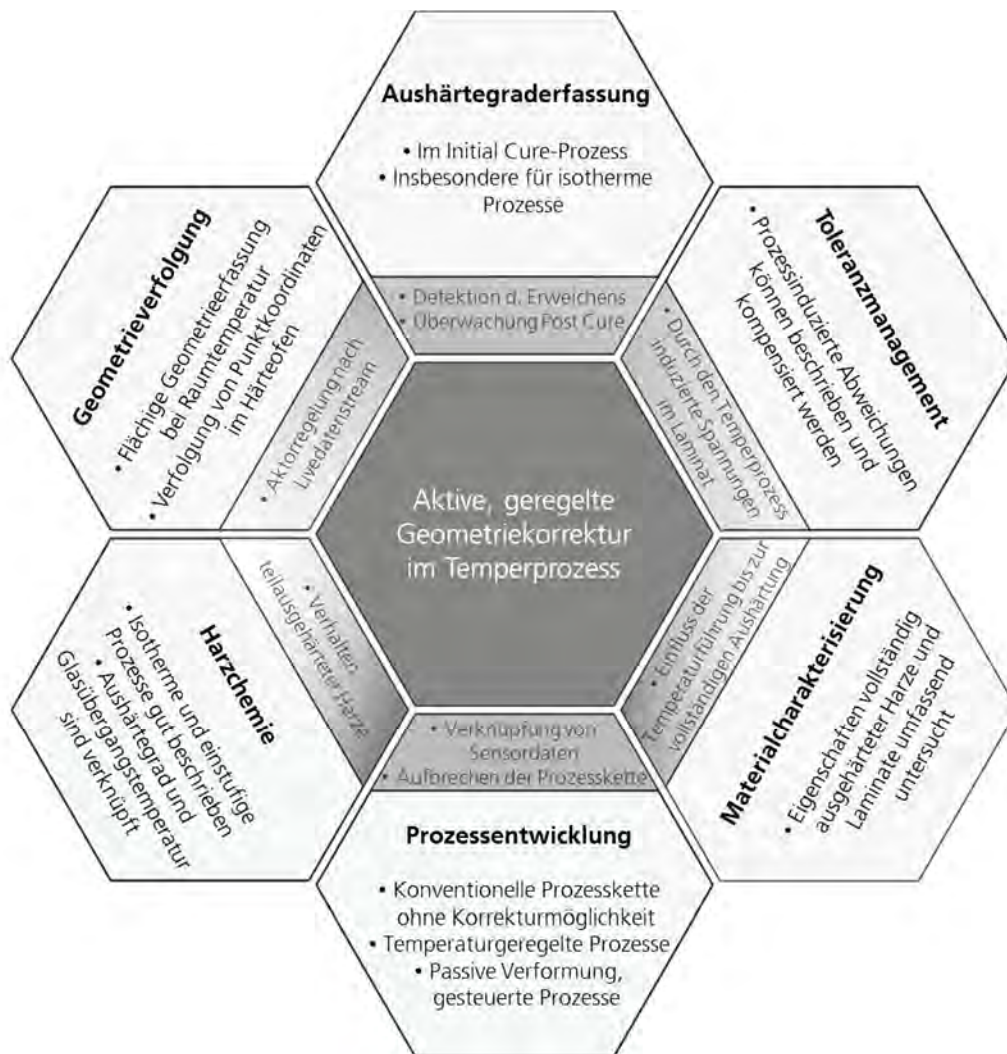 Aushärtegraderfassung
• Im Initial Cure-Prozess
• Insbesondere für isotherme
Prozesse
• Detektion d. Erweichens
• Überwachung Post Cure
Toleranzmanagement
• Prozessinduzierte Abweichungen
können beschrieben und
kompensiert werden
• Durch den Temperprozess
induzierte Spannungen
im Laminat
Materialcharakterisierung
• Eigenschaften vollständig
ausgehärteter Harze und
Laminate umfassend
untersucht
• Einfluss der
Temperaturführung bis zur
vollständigen Aushärtung
Prozessentwicklung
• Konventionelle Prozesskette
ohne Korrekturmöglichkeit
• Temperaturgeregelte Prozesse
• Passive Verformung,
gesteuerte Prozesse
• Verknüpfung von
Sensordaten
• Aufbrechen der Prozesskette
Harzchemie
• Isotherme und einstufige
Prozesse gut beschrieben
• Aushärtegrad und
Glasübergangstemperatur
sind verknüpft
• Verhalten
teilausgehärteter Harze
Geometrieverfolgung
• Flächige Geometrieerfassung
bei Raumtemperatur
• Verfolgung von Punktkoordinaten
im Härteofen
• Aktorregelung nach
Livedatenstream
Aktive, geregelte
Geometriekorrektur
im Temperprozess